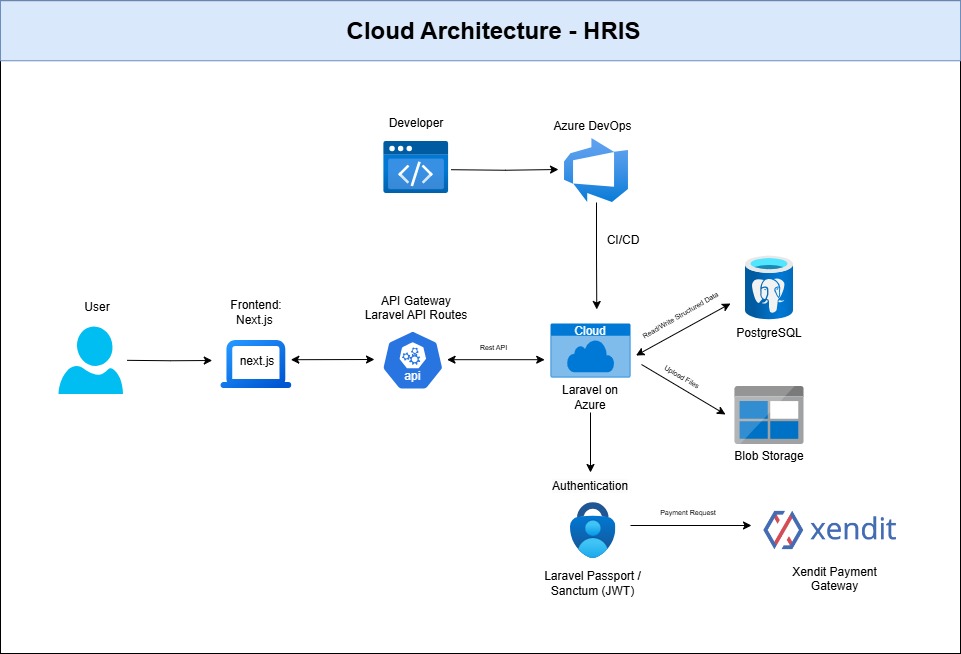 Cloud Architecture - HRIS
Developer
Azure DevOps
</>
CI/CD
User
Frontend:
Next.js
next.js
API Gateway
Laravel API Routes
api
Rest API
Cloud
Laravel on
Azure
Read/Write Structured Data
PostgreSQL
Upload Files
Blob Storage
Authentication
Laravel Passport /
Sanctum (JWT)
Payment Request
xendit
Xendit Payment
Gateway